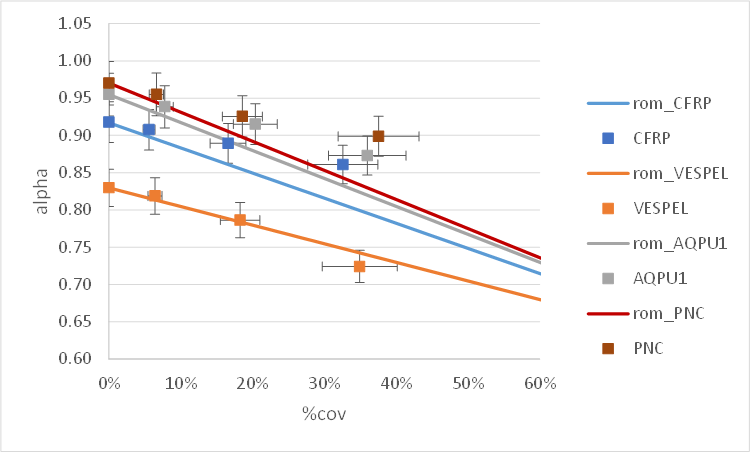 1.05
1.00
0.95
0.90
0.85
0.80
0.75
0.70
0.65
0.60
alpha
0% 10% 20% 30% 40% 50% 60%
%cov
rom_CFRP
CFRP
rom_VESPEL
VESPEL
rom_AQPU1
AQPU1
rom_PNC
PNC